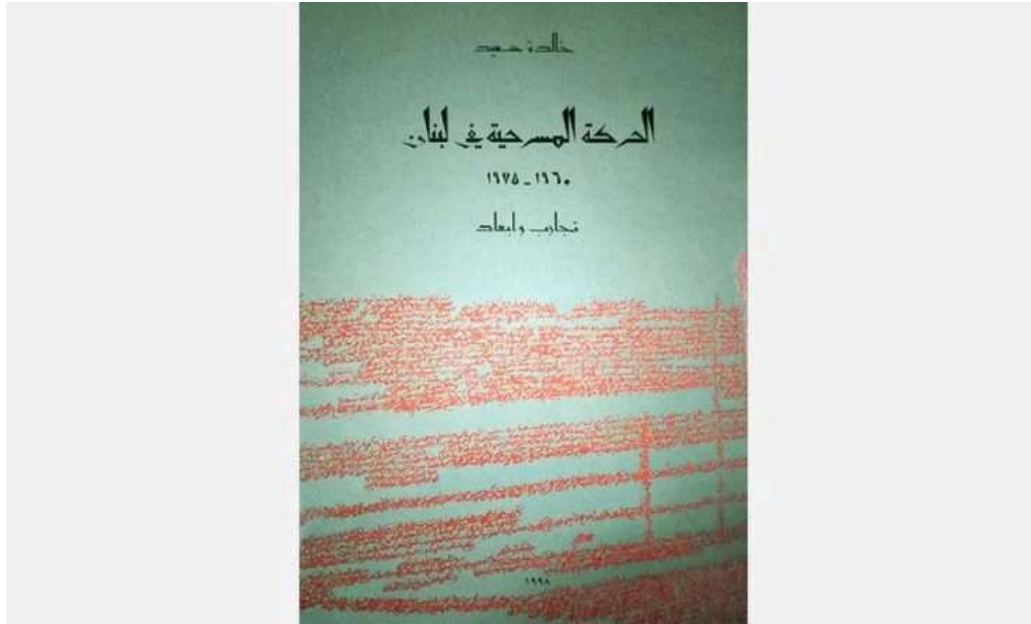 خالدة سعيد
الحركة المسرحية في لبنان
١٩٦٠ - ١٩٧٥
تجارب وابعاد
١٩٩٨